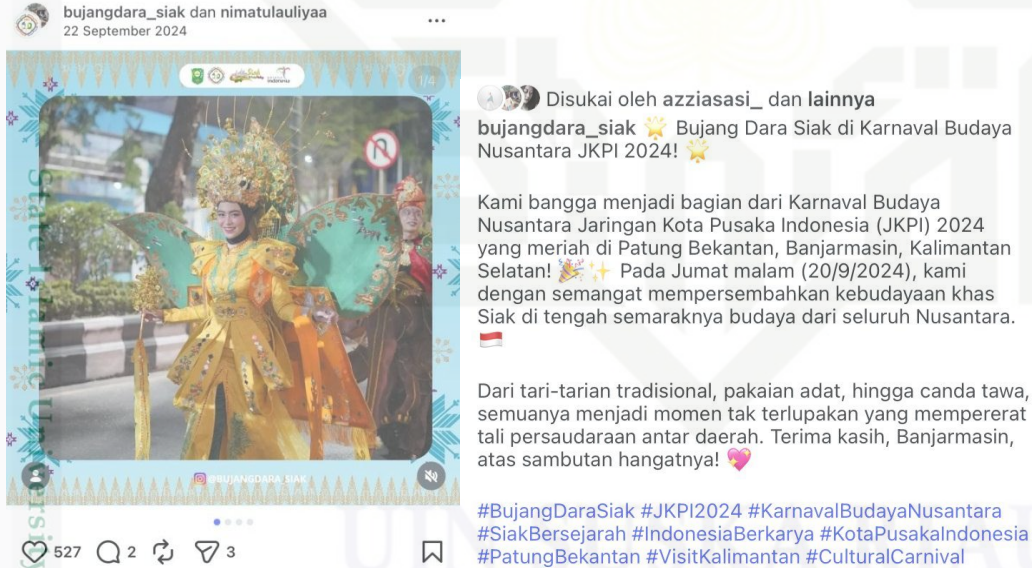 bujangdara_siak dan nimatulauliyaa
22 September 2024
1/4
State Islamic Universi
@BUJANGDARA_SIAK
527 2 3
Disukai oleh azziasasi_ dan lainnya
bujangdara_siak 🌟 Bujang Dara Siak di Karnaval Budaya
Nusantara JKPI 2024! 🌟
Kami bangga menjadi bagian dari Karnaval Budaya
Nusantara Jaringan Kota Pusaka Indonesia (JKPI) 2024
yang meriah di Patung Bekantan, Banjarmasin, Kalimantan
Selatan! 🎉✨ Pada Jumat malam (20/9/2024), kami
dengan semangat mempersembahkan kebudayaan khas
Siak di tengah semaraknya budaya dari seluruh Nusantara.
🇮🇩
Dari tari-tarian tradisional, pakaian adat, hingga canda tawa,
semuanya menjadi momen tak terlupakan yang mempererat
tali persaudaraan antar daerah. Terima kasih, Banjarmasin,
atas sambutan hangatnya! 💖
#BujangDaraSiak #JKPI2024 #KarnavalBudayaNusantara
#SiakBersejarah #IndonesiaBerkarya #KotaPusakaIndonesia
#PatungBekantan #VisitKalimantan #CulturalCarnival